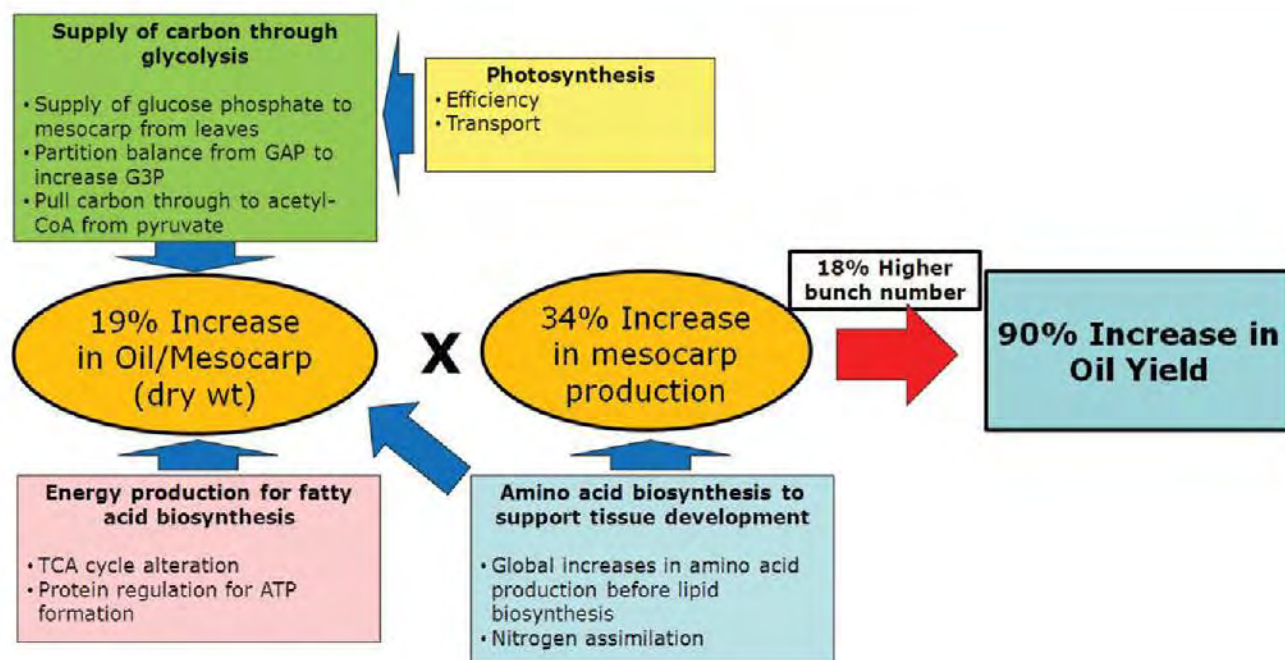 Supply of carbon through
glycolysis
• Supply of glucose phosphate to
mesocarp from leaves
• Partition balance from GAP to
increase G3P
• Pull carbon through to acetyl-
CoA from pyruvate
Photosynthesis
• Efficiency
• Transport
19% Increase
in Oil/Mesocarp
(dry wt)
X
34% Increase
in mesocarp
production
18% Higher
bunch number
90% Increase in
Oil Yield
Energy production for fatty
acid biosynthesis
• TCA cycle alteration
• Protein regulation for ATP
formation
Amino acid biosynthesis to
support tissue development
• Global increases in amino acid
production before lipid
biosynthesis
• Nitrogen assimilation